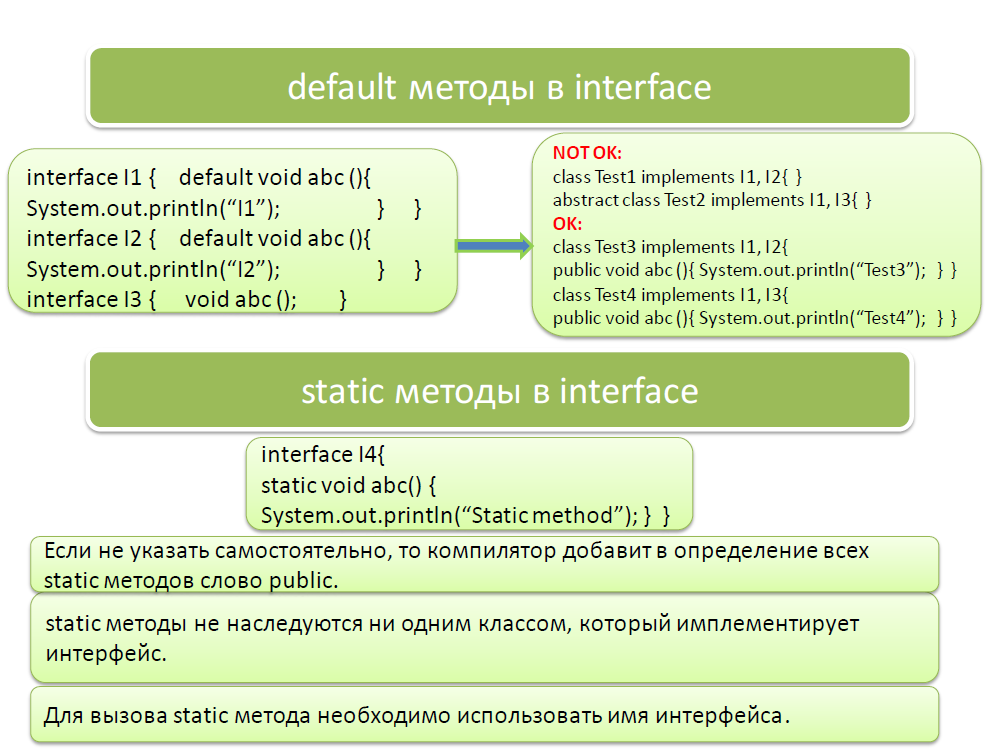 default методы в interface
interface I1 { default void abc (){
System.out.println(“I1”); } }
interface I2 { default void abc (){
System.out.println(“I2”); } }
interface I3 { void abc (); }
NOT OK:
class Test1 implements I1, I2{ }
abstract class Test2 implements I1, I3{ }
OK:
class Test3 implements I1, I2{
public void abc (){ System.out.println(“Test3”); } }
class Test4 implements I1, I3{
public void abc (){ System.out.println(“Test4”); } }
static методы в interface
interface I4{
static void abc() {
System.out.println(“Static method”); } }
Если не указать самостоятельно, то компилятор добавит в определение всех
static методов слово public.
static методы не наследуются ни одним классом, который имплементирует
интерфейс.
Для вызова static метода необходимо использовать имя интерфейса.